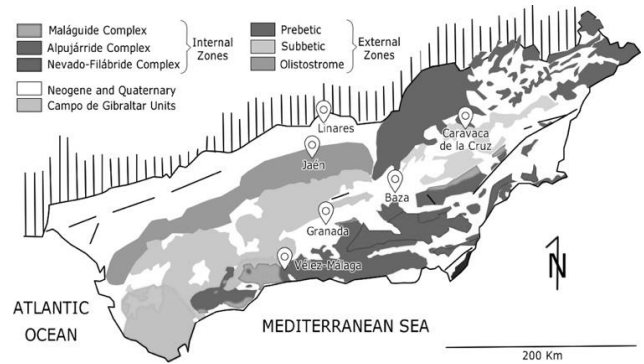 Maláguide Complex
Alpujárride Complex
Nevado-Filábride Complex
Internal
Zones
Prebetic
Subbetic
Olistostrome
External
Zones
Neogene and Quaternary
Campo de Gibraltar Units
Linares
Jaén
Caravaca
de la Cruz
Baza
Granada
Vélez-Málaga
ATLANTIC
OCEAN
MEDITERRANEAN SEA
N
200 Km